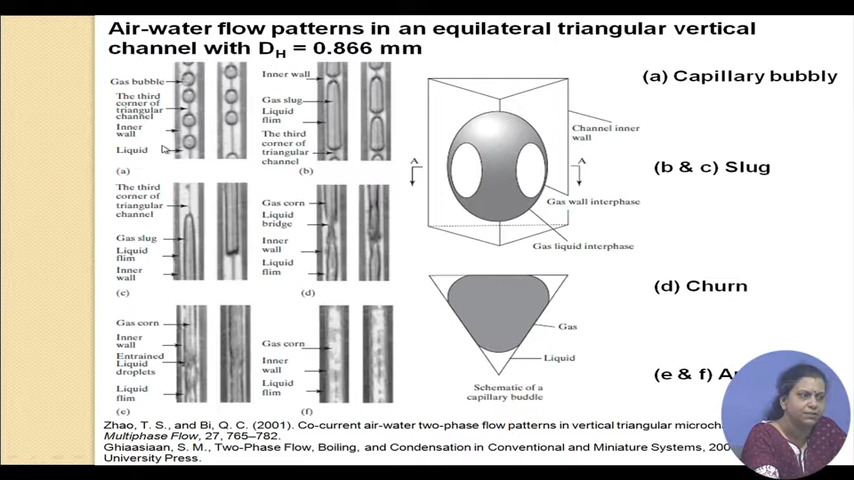 Air-water flow patterns in an equilateral triangular vertical
channel with DH = 0.866 mm
Gas bubble
The third
corner of
triangular
channel
Inner
wall
Liquid
(a)
Inner wall
Gas slug
Liquid
flim
The third
corner of
triangular
channel
(b)
The third
corner of
triangular
channel
Gas slug
Liquid
flim
Inner
wall
(c)
Gas corn
Liquid
bridge
Inner
wall
Liquid
flim
(d)
Gas corn
Inner
wall
Entrained
Liquid
droplets
Liquid
flim
(e)
Gas corn
Inner
wall
Liquid
flim
(f)
A
A
Channel inner
wall
Gas wall interphase
Gas liquid interphase
Gas
Liquid
Schematic of a
capillary buddle
(a) Capillary bubbly
(b & c) Slug
(d) Churn
(e & f)
Zhao, T. S., and Bi, Q. C. (2001). Co-current air-water two-phase flow patterns in vertical triangular
Multiphase Flow, 27, 765–782.
Ghiaasiaan, S. M., Two-Phase Flow, Boiling, and Condensation in Conventional and Miniature Systems,
University Press.